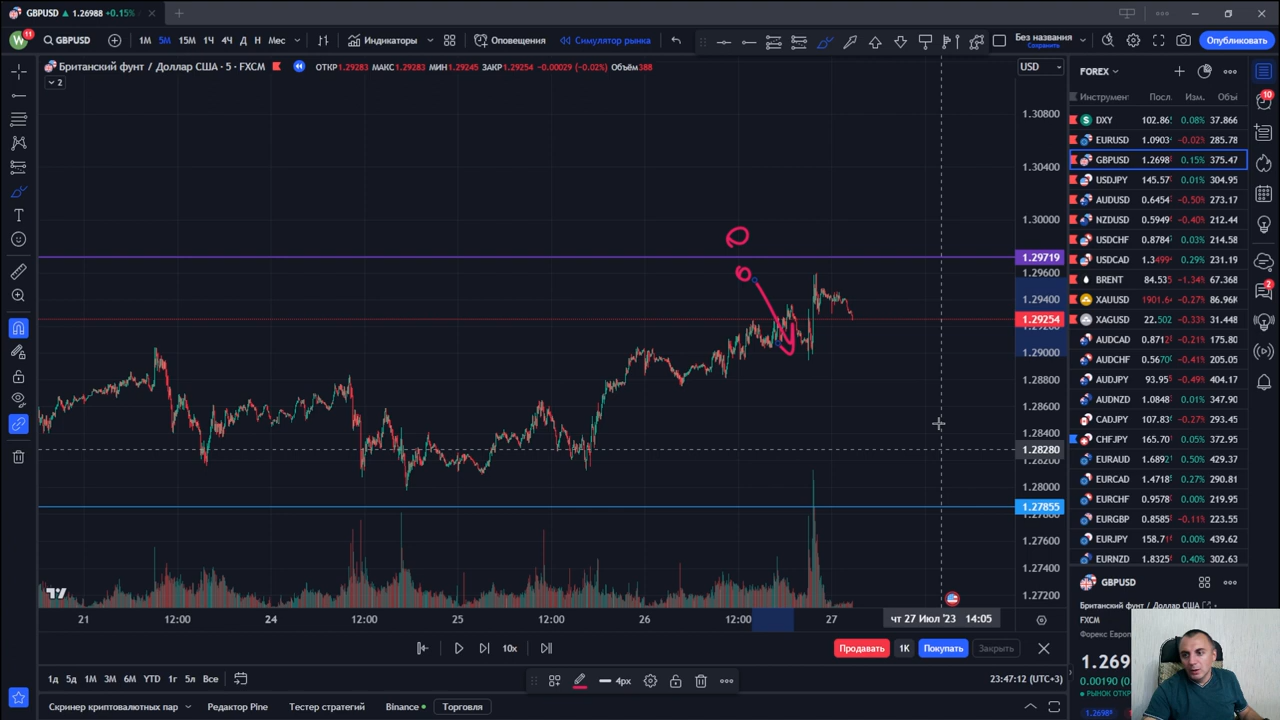 GBPUSD 1.26988 +0.15%
11
GBPUSD 1М 5М 15М 1Ч 4Ч Д Н Мес Индикаторы Оповещения Симулятор рынка Без названия Сохранить Опубликовать
Британский фунт / Доллар США · 5 · FXCM ОТКР1.29283 МАКС1.29283 МИН1.29245 ЗАКР1.29254 −0.00029 (−0.02%) Объём388 USD
2
1.30800
1.30400
1.30000
1.29719
1.29600
1.29400
1.29254
1.29000
1.28800
1.28600
1.28400
1.28280
1.28000
1.27855
1.27600
1.27400
1.27200
21 12:00 24 12:00 25 12:00 26 12:00 27 чт 27 Июл '23 14:05
10x Продавать 1K Покупать Закрыть
1д 5д 1М 3М 6М YTD 1г 5л Все 23:47:12 (UTC+3)
4px
Скринер криптовалютных пар Редактор Pine Тестер стратегий Binance Торговля
FOREX
Инструмент Посл. Изм. Объ
DXY 102.86 0.08% 37.866
EURUSD 1.0903 −0.02% 285.78
GBPUSD 1.2698 0.15% 375.47
USDJPY 145.57 0.01% 304.95
AUDUSD 0.6454 −0.50% 273.17
NZDUSD 0.5949 −0.40% 212.44
USDCHF 0.8784 0.03% 214.58
USDCAD 1.3499 0.29% 231.19
BRENT 84.535 −1.34% 67.368
XAUUSD 1901.6 −0.27% 86.96K
XAGUSD 22.502 −0.33% 31.448
AUDCAD 0.8712 −0.21% 175.80
AUDCHF 0.5670 −0.41% 205.05
AUDJPY 93.95 −0.49% 404.17
AUDNZD 1.0848 0.01% 347.90
CADJPY 107.83 −0.27% 293.45
CHFJPY 165.70 0.05% 372.95
EURAUD 1.6892 0.50% 429.37
EURCAD 1.4718 0.27% 290.81
EURCHF 0.9578 0.00% 219.95
EURGBP 0.8585 −0.11% 223.55
EURJPY 158.71 0.00% 439.62
EURNZD 1.8325 0.40% 302.63
GBPUSD
Британский фунт / Доллар США
FXCM
Форекс Европ
1.269
0.00190
РЫНОК ОТКР
10
2